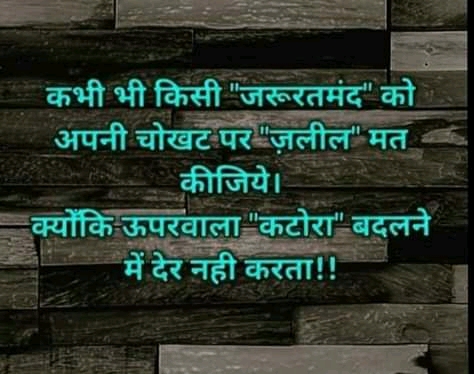 कभी भी किसी "जरूरतमंद" को
अपनी चोखट पर "ज़लील" मत
कीजिये।
क्योंकि ऊपरवाला "कटोरा" बदलने
में देर नही करता!!